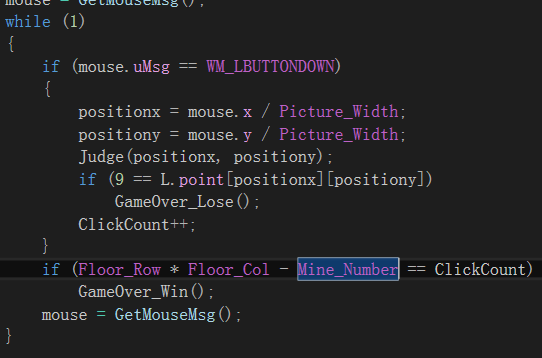 mouse = GetMouseMsg();
while (1)
{
if (mouse.uMsg == WM_LBUTTONDOWN)
{
positionx = mouse.x / Picture_Width;
positiony = mouse.y / Picture_Width;
Judge(positionx, positiony);
if (9 == L.point[positionx][positiony])
GameOver_Lose();
ClickCount++;
}
if (Floor_Row * Floor_Col - Mine_Number == ClickCount)
GameOver_Win();
mouse = GetMouseMsg();
}